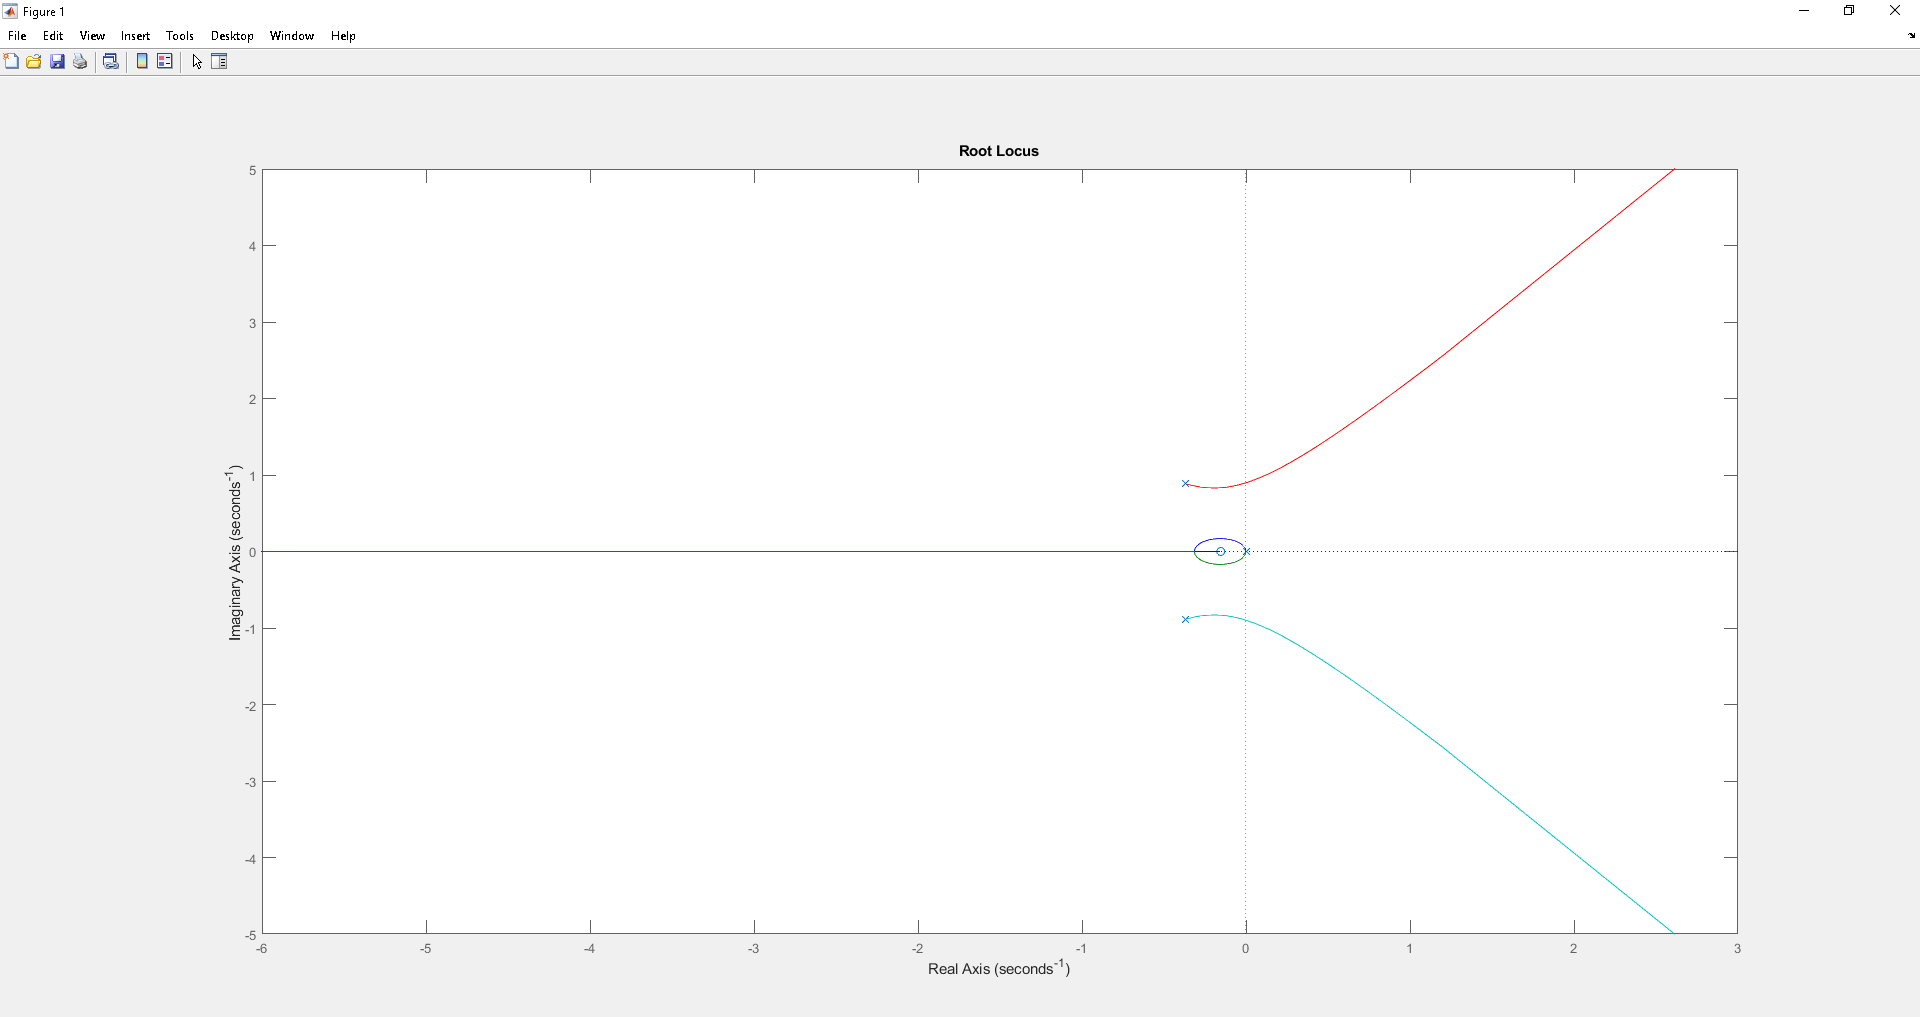 Figure 1
File Edit View Insert Tools Desktop Window Help
Root Locus
5
4
3
2
1
0
-1
-2
-3
-4
-5
Imaginary Axis (seconds⁻¹)
-6 -5 -4 -3 -2 -1 0 1 2 3
Real Axis (seconds⁻¹)